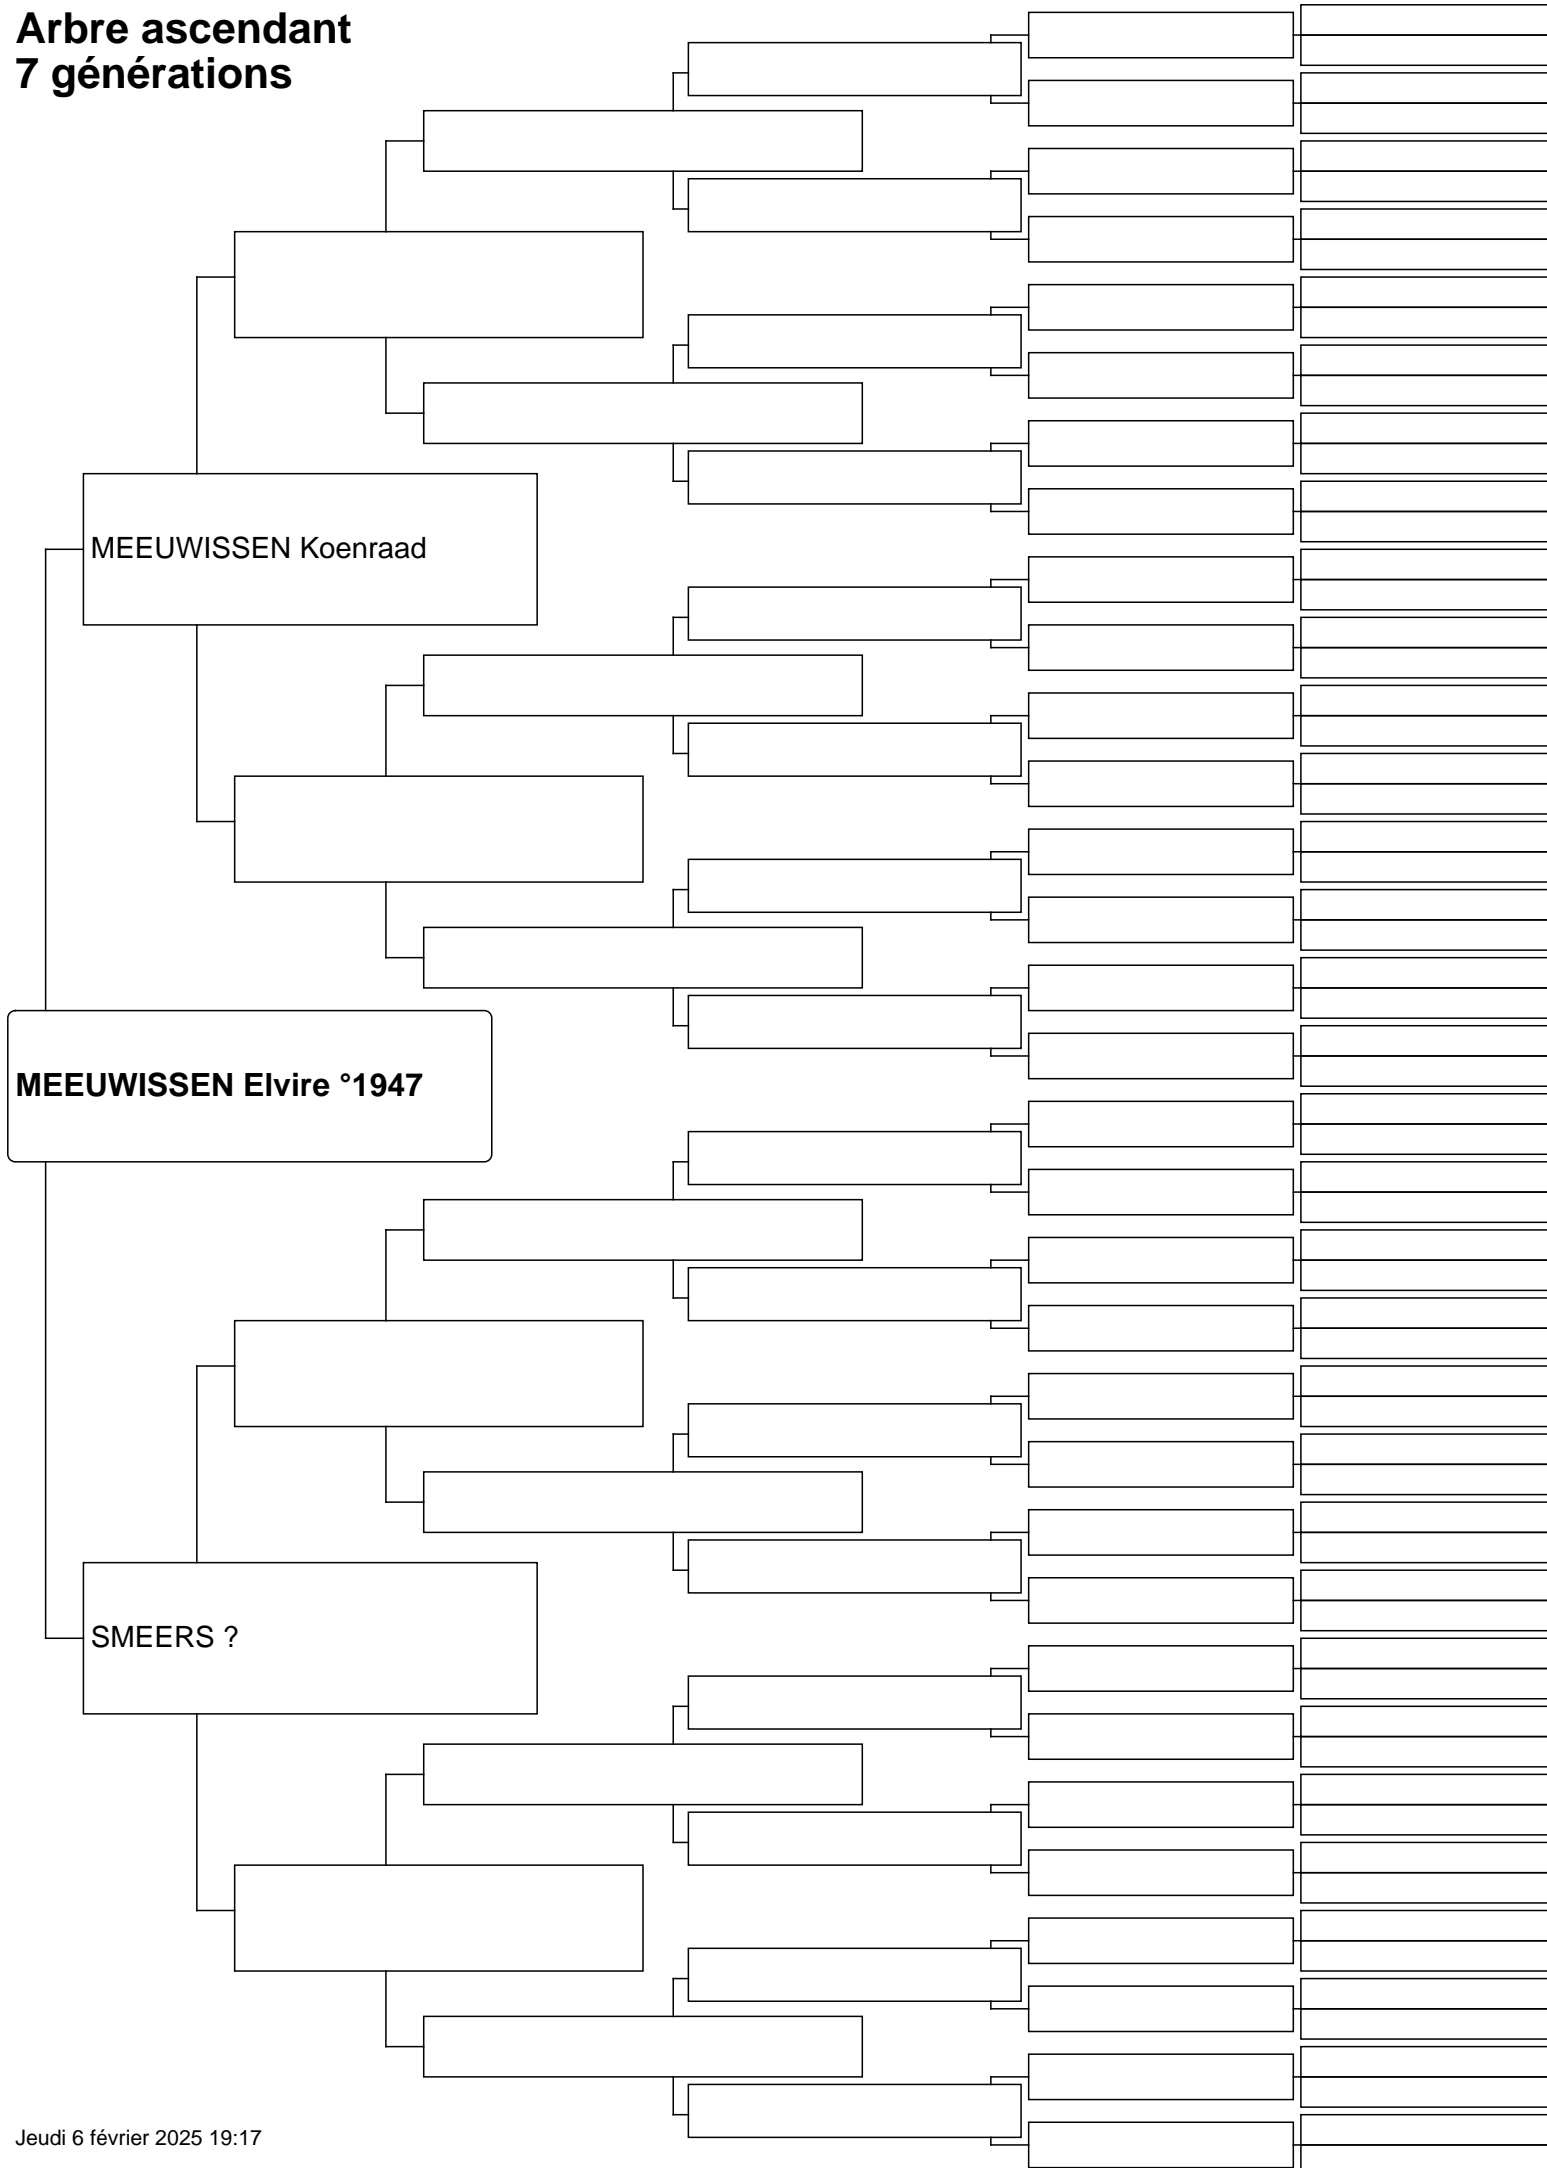 Arbre ascendant
7 générations
MEEUWISSEN Koenraad
MEEUWISSEN Elvire °1947
SMEERS ?
Jeudi 6 février 2025 19:17